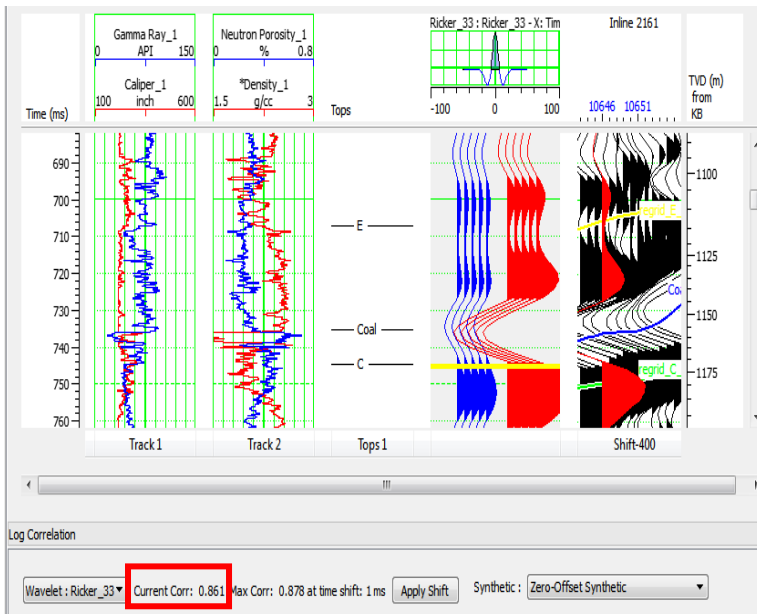 Time (ms)
Gamma Ray_1
0 API 150
Caliper_1
100 inch 600
Neutron Porosity_1
0 % 0.8
*Density_1
1.5 g/cc 3
Tops
Ricker_33 : Ricker_33 - X: Tim
-100 0 100
Inline 2161
10646 10651
TVD (m)
from
KB
690
700
710
720
730
740
750
760
E
Coal
C
regrid_E_
Co
regrid_C_
1100
1125
1150
1175
Track 1
Track 2
Tops 1
Shift-400
Log Correlation
Wavelet : Ricker_33
Current Corr: 0.861
Max Corr: 0.878 at time shift: 1 ms
Apply Shift
Synthetic :
Zero-Offset Synthetic